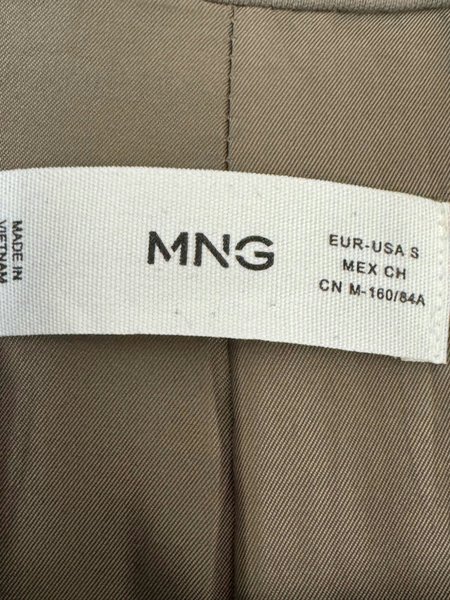 MADE IN
VIETNAM
MNG
EUR-USA S
MEX CH
CN M-160/84A